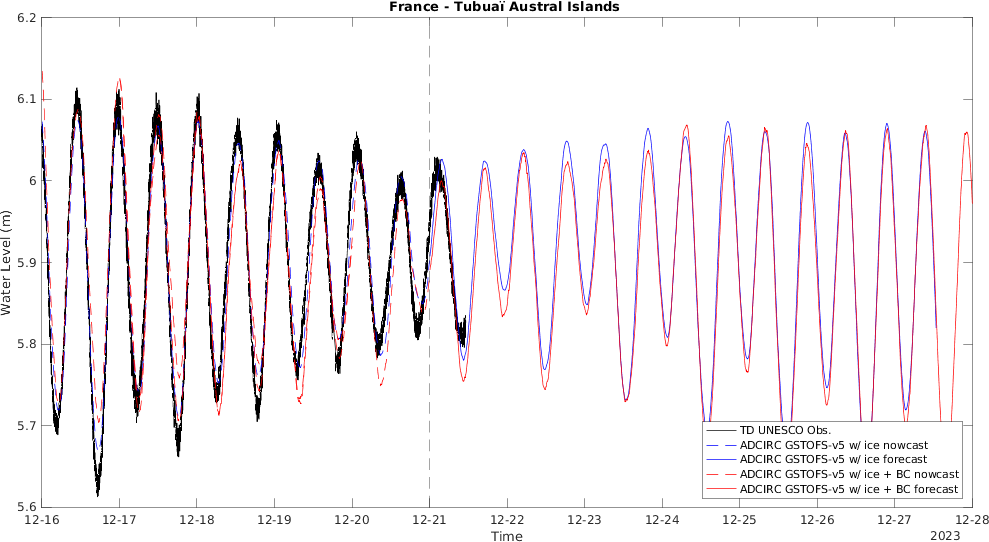 France - Tubuaï Austral Islands
Water Level (m)
6.2
6.1
6
5.9
5.8
5.7
5.6
TD UNESCO Obs.
ADCIRC GSTOFS-v5 w/ ice nowcast
ADCIRC GSTOFS-v5 w/ ice forecast
ADCIRC GSTOFS-v5 w/ ice + BC nowcast
ADCIRC GSTOFS-v5 w/ ice + BC forecast
12-16 12-17 12-18 12-19 12-20 12-21 12-22 12-23 12-24 12-25 12-26 12-27 12-28
Time
2023